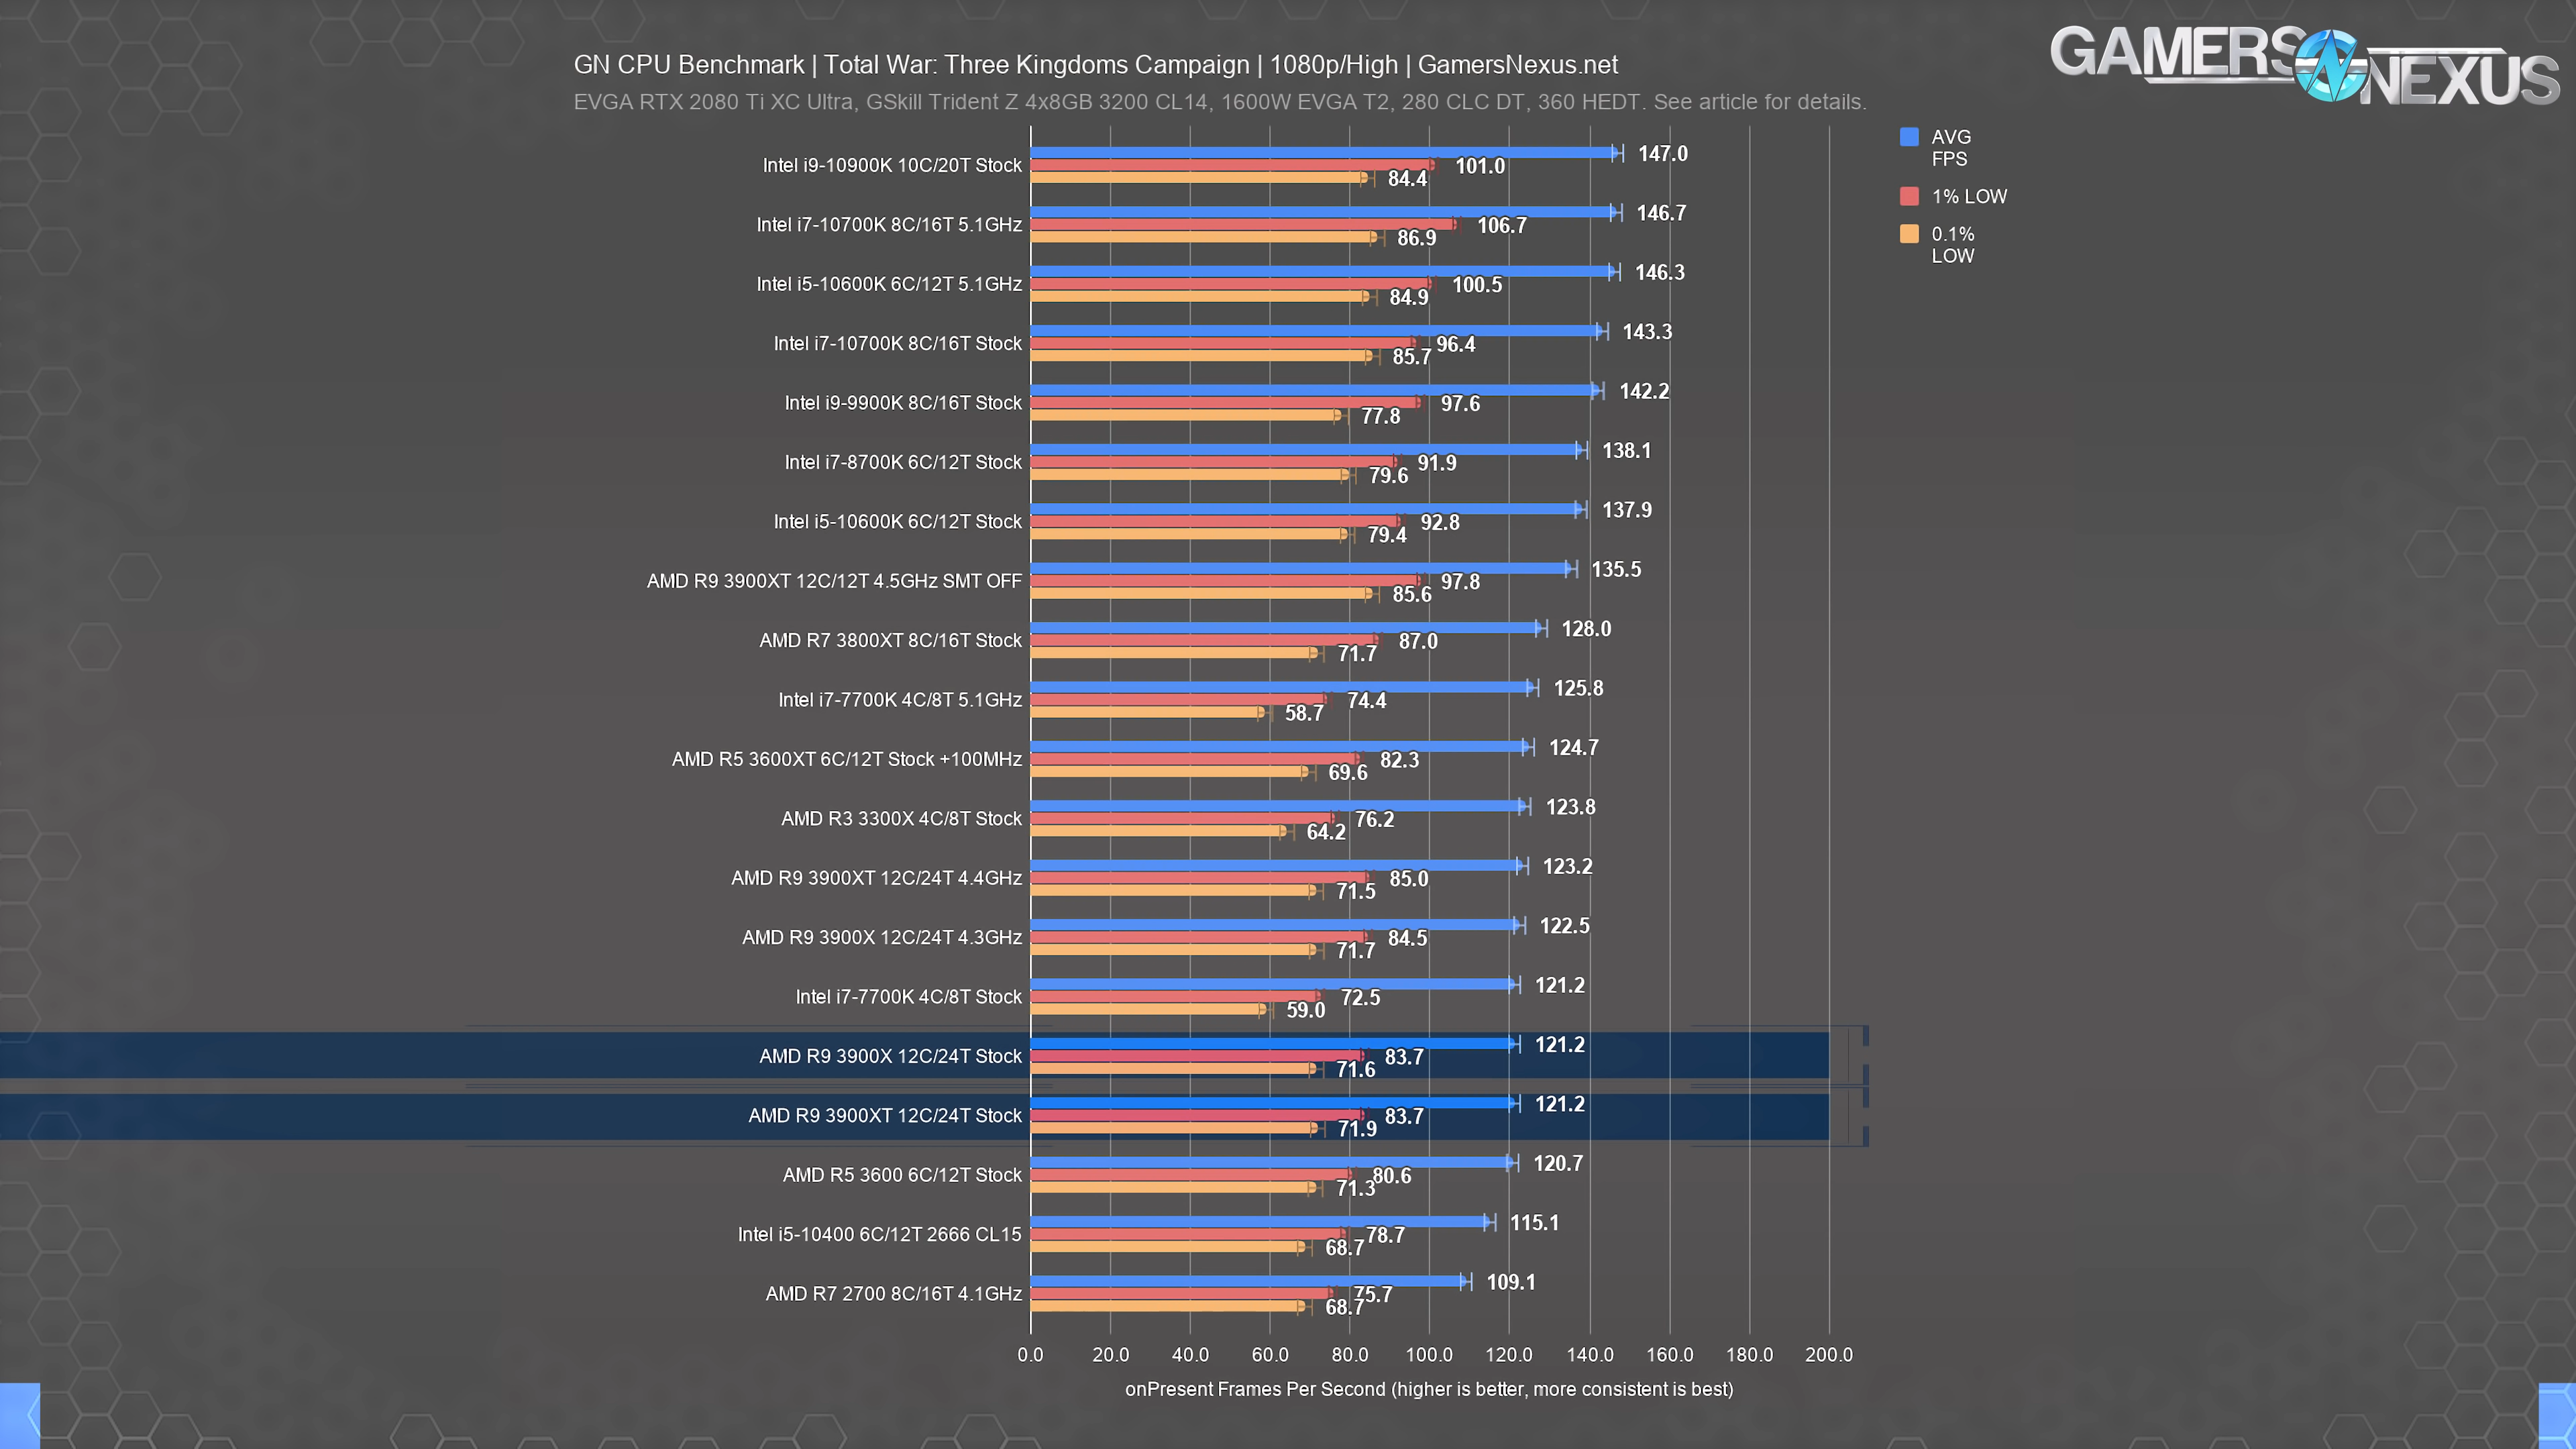 GAMERS NEXUS
GN CPU Benchmark | Total War: Three Kingdoms Campaign | 1080p/High | GamersNexus.net
EVGA RTX 2080 Ti XC Ultra, GSkill Trident Z 4x8GB 3200 CL14, 1600W EVGA T2, 280 CLC DT, 360 HEDT. See article for details.
AVG
FPS
1% LOW
0.1%
LOW
Intel i9-10900K 10C/20T Stock
147.0
101.0
84.4
Intel i7-10700K 8C/16T 5.1GHz
146.7
106.7
86.9
Intel i5-10600K 6C/12T 5.1GHz
146.3
100.5
84.9
Intel i7-10700K 8C/16T Stock
143.3
96.4
85.7
Intel i9-9900K 8C/16T Stock
142.2
97.6
77.8
Intel i7-8700K 6C/12T Stock
138.1
91.9
79.6
Intel i5-10600K 6C/12T Stock
137.9
92.8
79.4
AMD R9 3900XT 12C/12T 4.5GHz SMT OFF
135.5
97.8
85.6
AMD R7 3800XT 8C/16T Stock
128.0
87.0
71.7
Intel i7-7700K 4C/8T 5.1GHz
125.8
74.4
58.7
AMD R5 3600XT 6C/12T Stock +100MHz
124.7
82.3
69.6
AMD R3 3300X 4C/8T Stock
123.8
76.2
64.2
AMD R9 3900XT 12C/24T 4.4GHz
123.2
85.0
71.5
AMD R9 3900X 12C/24T 4.3GHz
122.5
84.5
71.7
Intel i7-7700K 4C/8T Stock
121.2
72.5
59.0
AMD R9 3900X 12C/24T Stock
121.2
83.7
71.6
AMD R9 3900XT 12C/24T Stock
121.2
83.7
71.9
AMD R5 3600 6C/12T Stock
120.7
80.6
71.3
Intel i5-10400 6C/12T 2666 CL15
115.1
78.7
68.7
AMD R7 2700 8C/16T 4.1GHz
109.1
75.7
68.7
0.0 20.0 40.0 60.0 80.0 100.0 120.0 140.0 160.0 180.0 200.0
onPresent Frames Per Second (higher is better, more consistent is best)